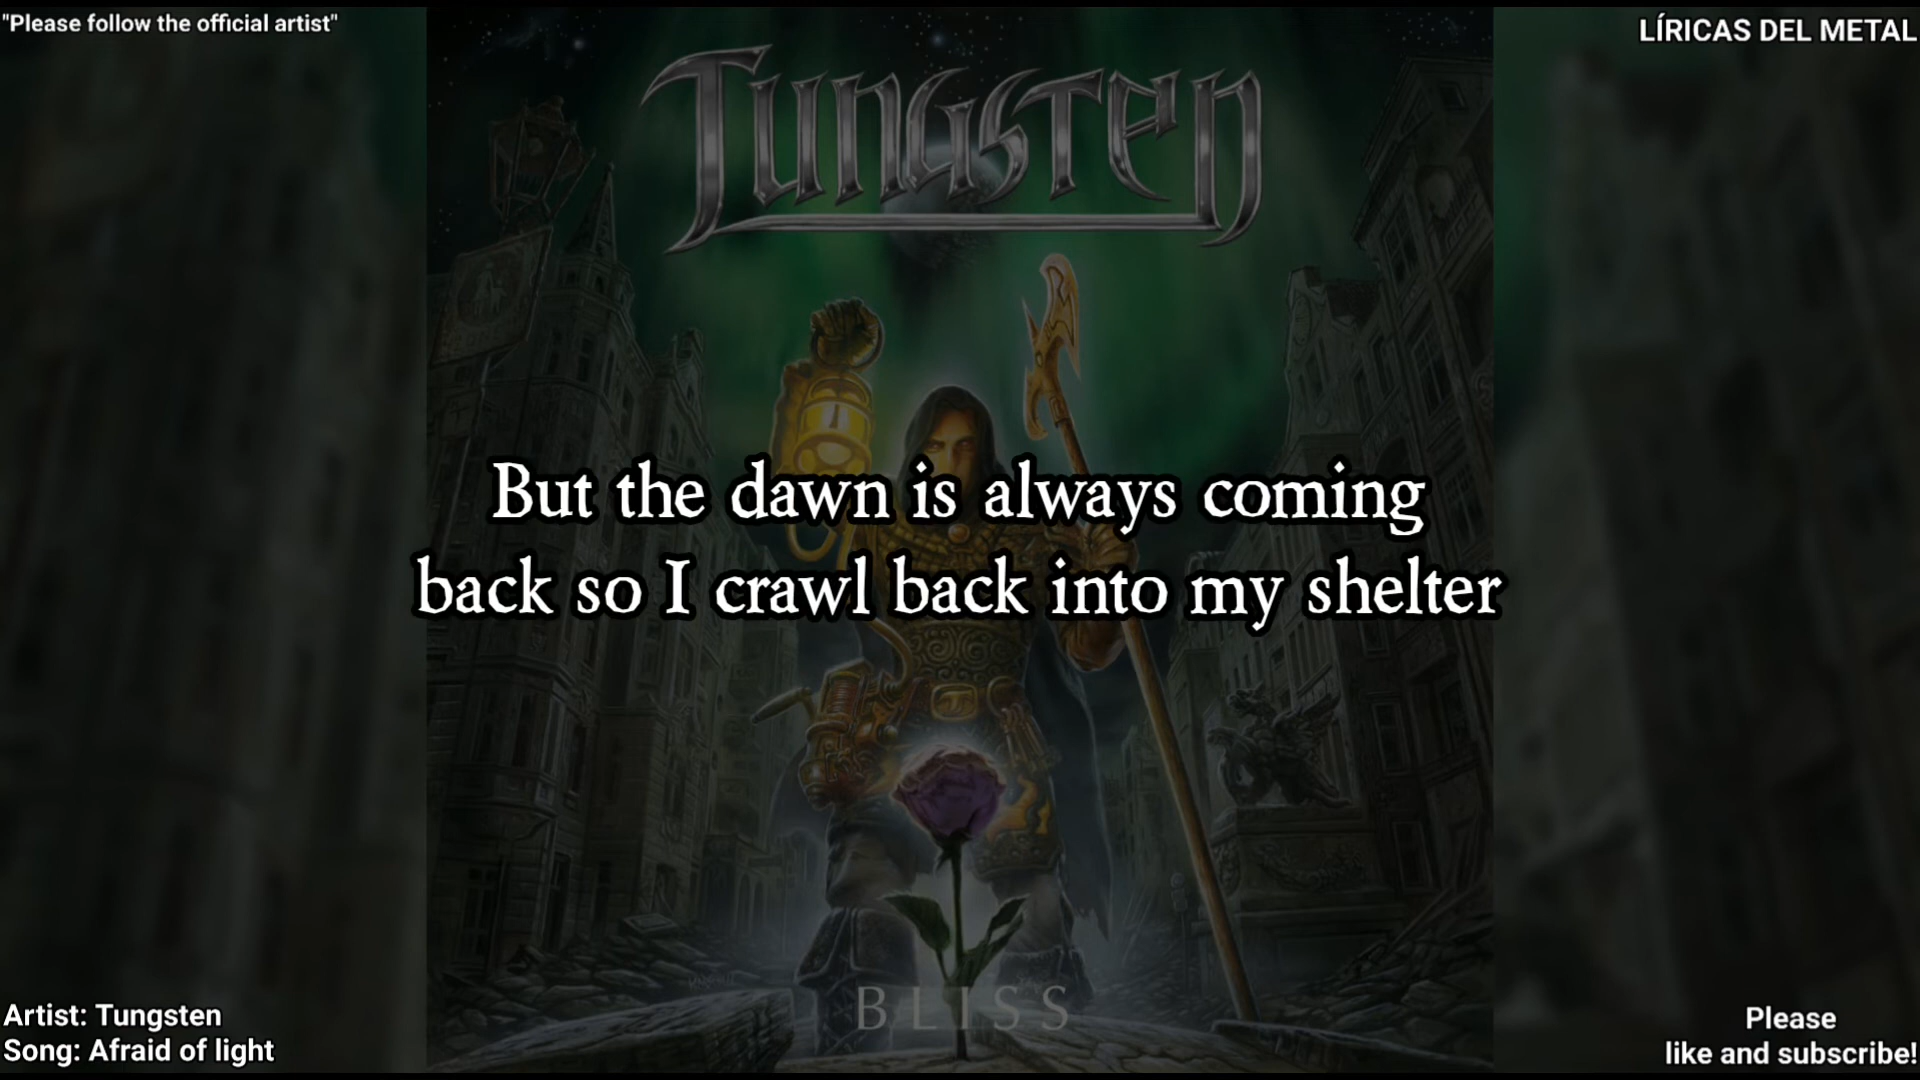 "Please follow the official artist"
LÍRICAS DEL METAL
TUNGSTEN
But the dawn is always coming
back so I crawl back into my shelter
BLISS
Artist: Tungsten
Song: Afraid of light
Please
like and subscribe!